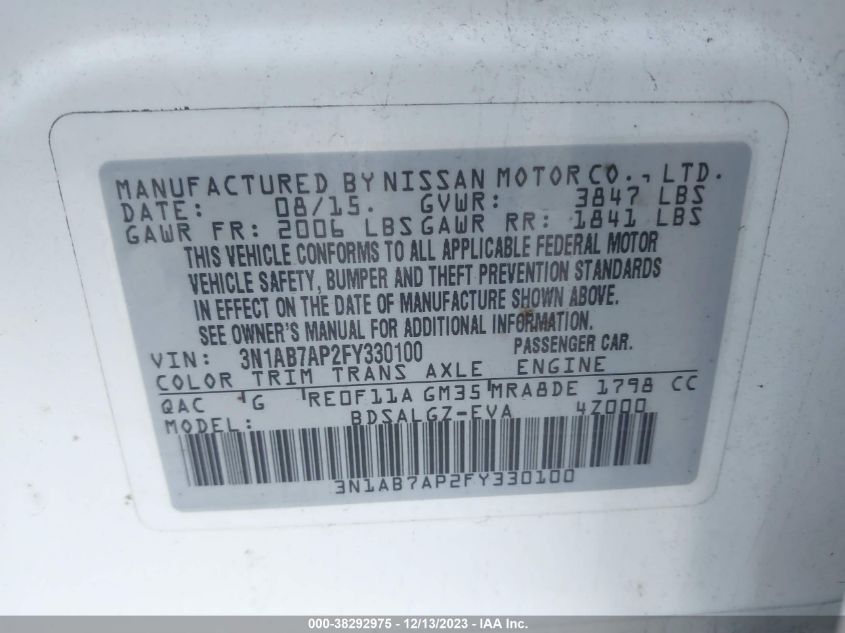 MANUFACTURED BY NISSAN MOTOR CO., LTD.
DATE: 08/15. GVWR: 3847 LBS
GAWR FR: 2006 LBS GAWR RR: 1841 LBS
THIS VEHICLE CONFORMS TO ALL APPLICABLE FEDERAL MOTOR
VEHICLE SAFETY, BUMPER AND THEFT PREVENTION STANDARDS
IN EFFECT ON THE DATE OF MANUFACTURE SHOWN ABOVE.
SEE OWNER'S MANUAL FOR ADDITIONAL INFORMATION.
VIN: 3N1AB7AP2FY330100 PASSENGER CAR.
COLOR TRIM TRANS AXLE ENGINE
QAC G RE0F11A GM35 MRA8DE 1798 CC
MODEL: BDSALGZ-EVA 4Z000
3N1AB7AP2FY330100
000-38292975 - 12/13/2023 - IAA Inc.